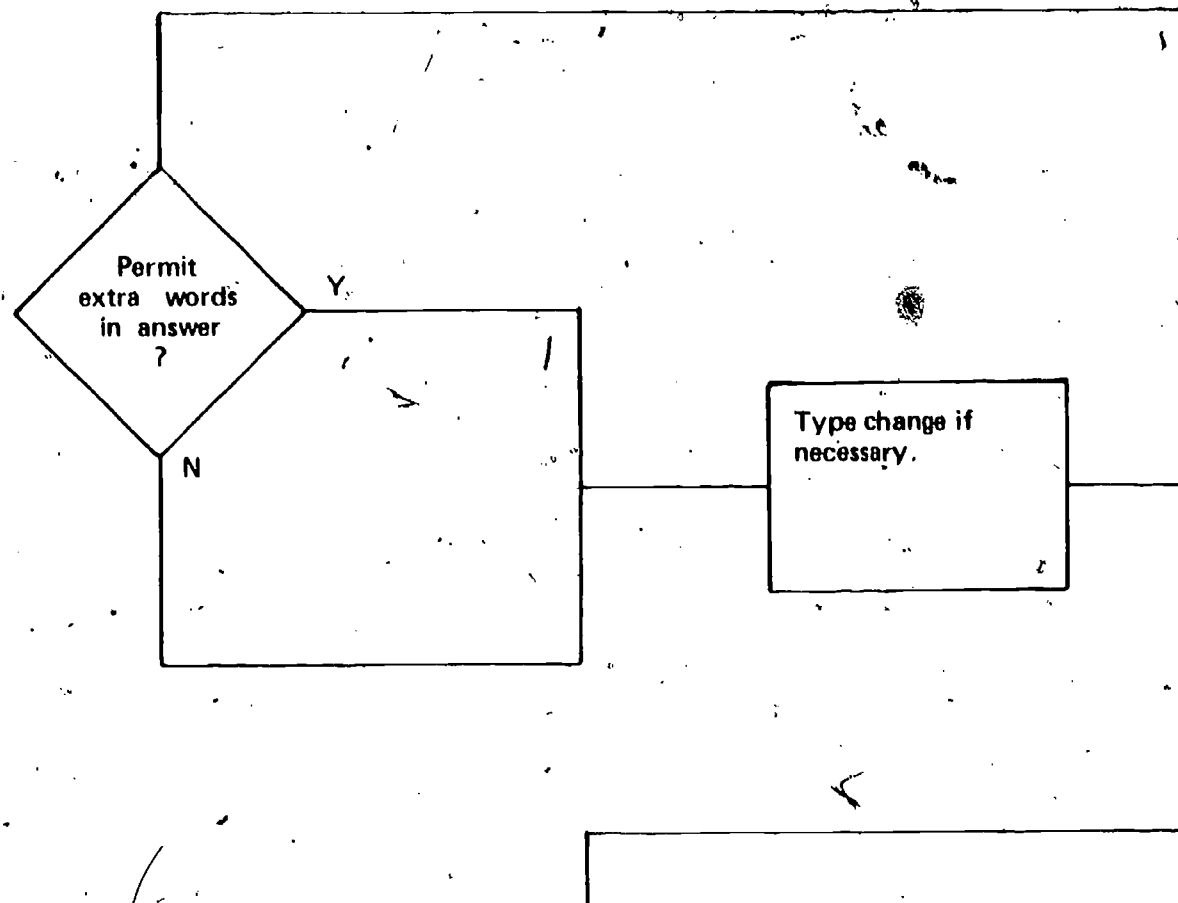 Permit
extra words
in answer
?
Y
N
Type change if
necessary.